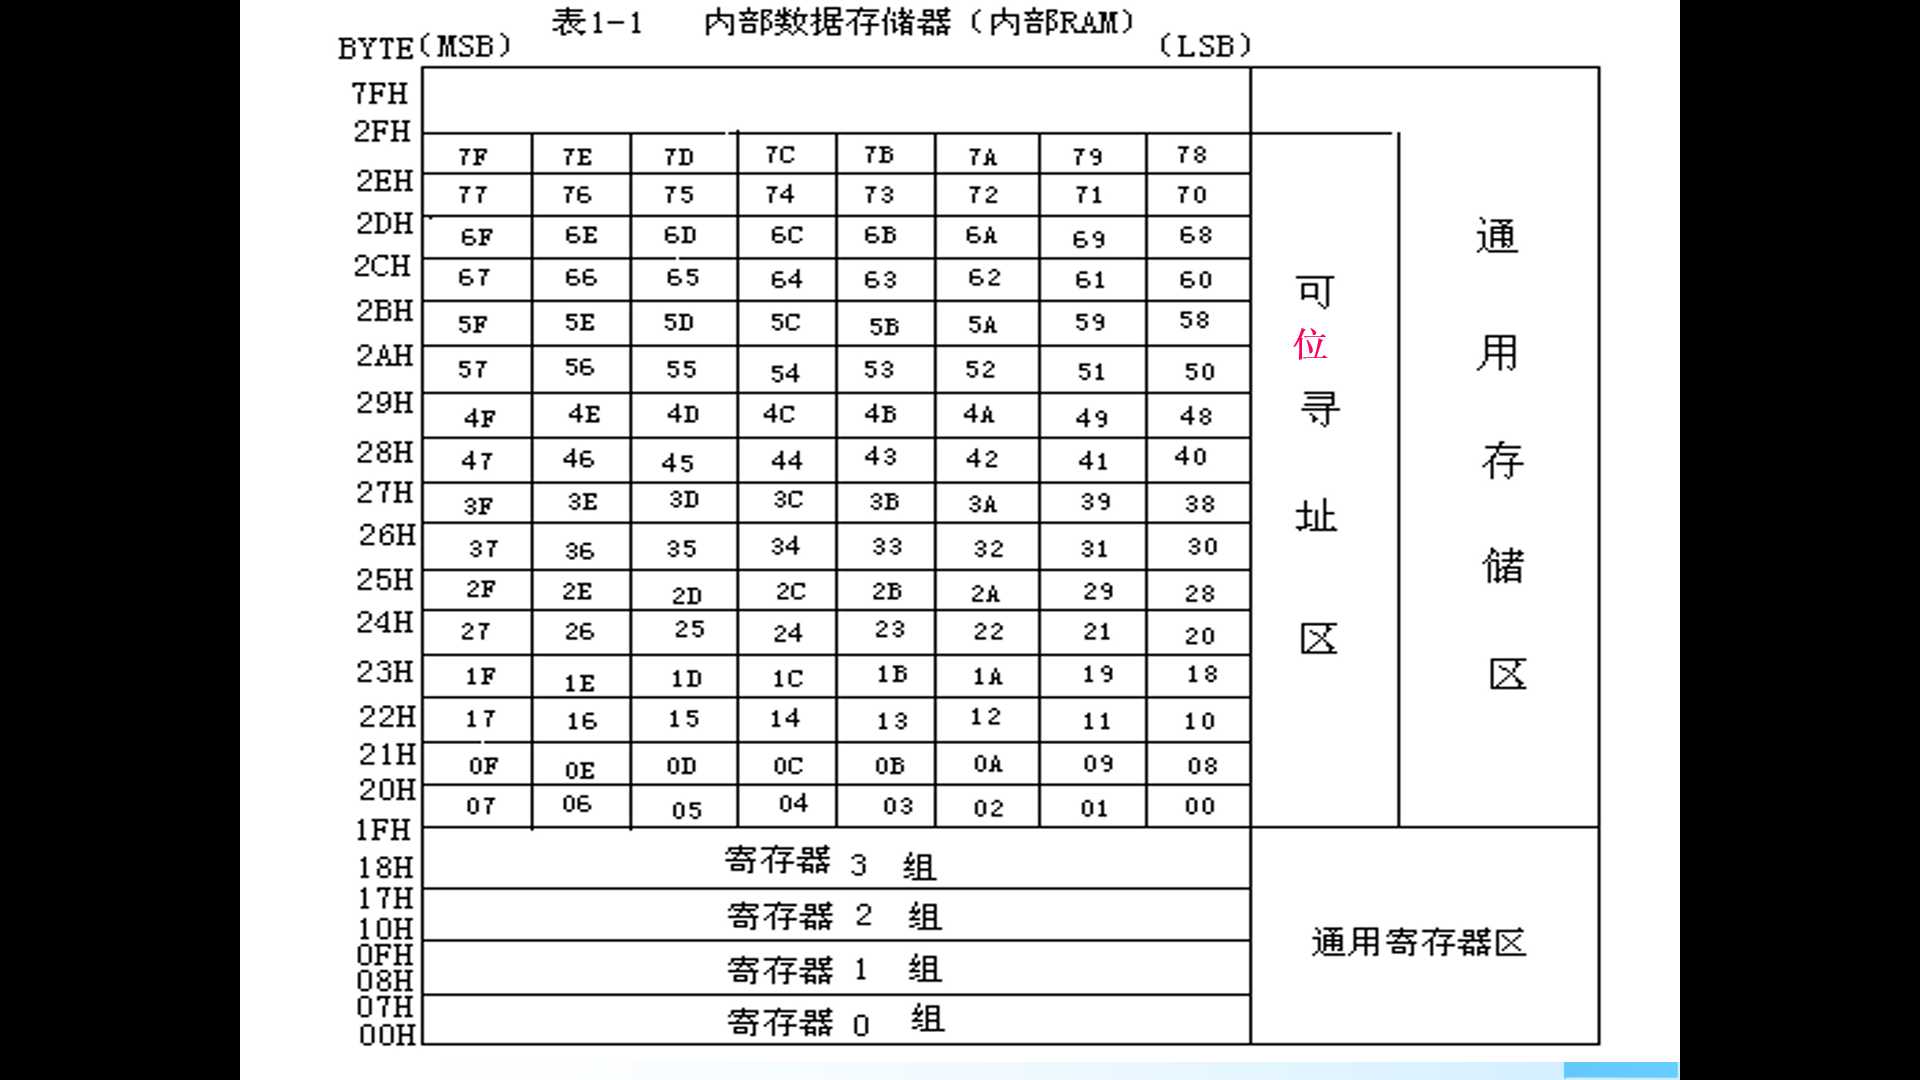 表1-1 内部数据存储器（内部RAM）
BYTE（MSB） （LSB）
7FH
2FH
7F 7E 7D 7C 7B 7A 79 78
2EH
77 76 75 74 73 72 71 70
2DH
6F 6E 6D 6C 6B 6A 69 68
2CH
67 66 65 64 63 62 61 60
2BH
5F 5E 5D 5C 5B 5A 59 58
2AH
57 56 55 54 53 52 51 50
29H
4F 4E 4D 4C 4B 4A 49 48
28H
47 46 45 44 43 42 41 40
27H
3F 3E 3D 3C 3B 3A 39 38
26H
37 36 35 34 33 32 31 30
25H
2F 2E 2D 2C 2B 2A 29 28
24H
27 26 25 24 23 22 21 20
23H
1F 1E 1D 1C 1B 1A 19 18
22H
17 16 15 14 13 12 11 10
21H
0F 0E 0D 0C 0B 0A 09 08
20H
07 06 05 04 03 02 01 00
1FH
18H
寄存器 3 组
17H
10H
寄存器 2 组
0FH
08H
寄存器 1 组
07H
00H
寄存器 0 组
可位寻址区
通用存储区
通用寄存器区